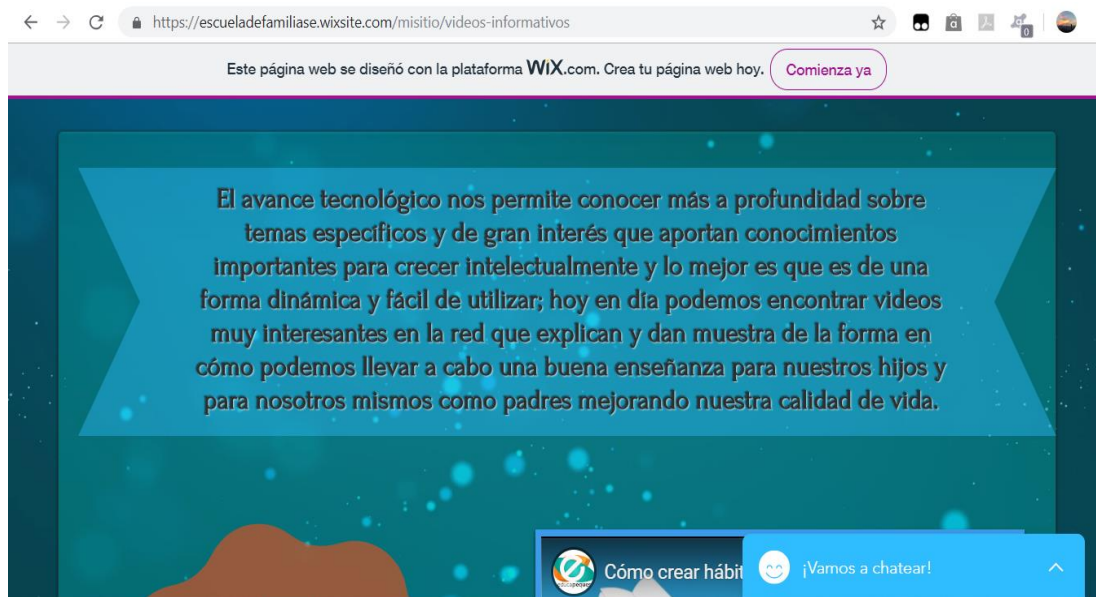 https://escueladefamiliase.wixsite.com/misitio/videos-informativos
0
Este página web se diseñó con la plataforma WiX.com. Crea tu página web hoy. Comienza ya
El avance tecnológico nos permite conocer más a profundidad sobre
temas específicos y de gran interés que aportan conocimientos
importantes para crecer intelectualmente y lo mejor es que es de una
forma dinámica y fácil de utilizar; hoy en día podemos encontrar videos
muy interesantes en la red que explican y dan muestra de la forma en
cómo podemos llevar a cabo una buena enseñanza para nuestros hijos y
para nosotros mismos como padres mejorando nuestra calidad de vida.
educapeques
Cómo crear hábit
¡Vamos a chatear!